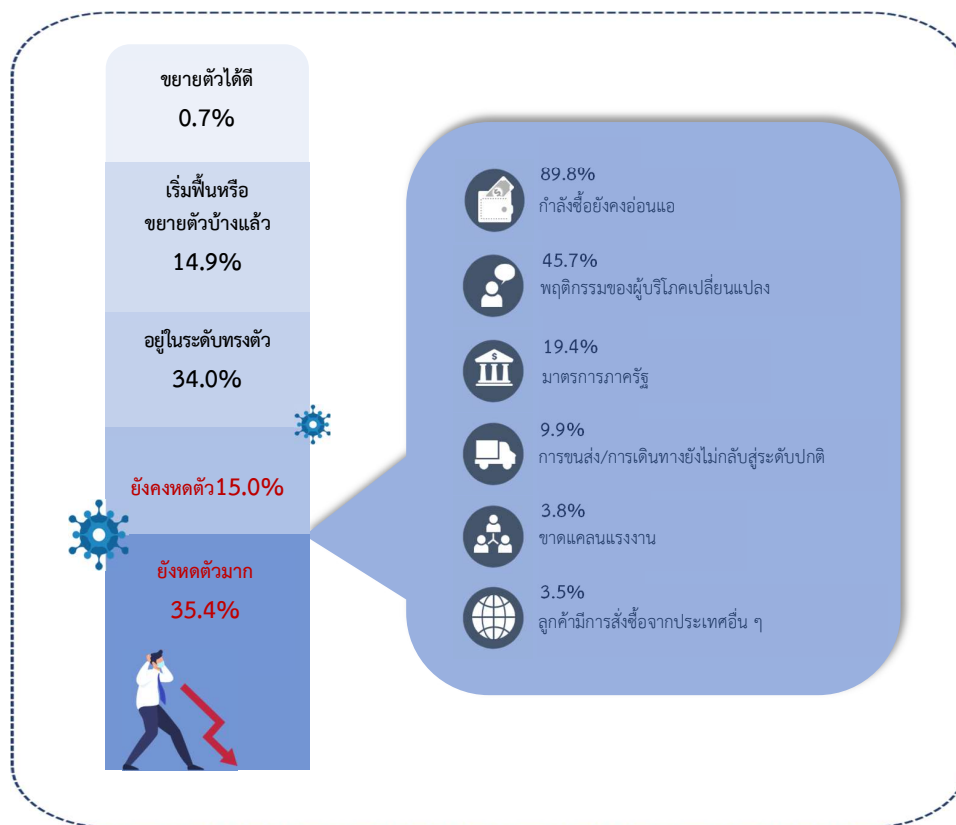 ขยายตัวได้ดี
0.7%
เริ่มฟื้นหรือ
ขยายตัวบ้างแล้ว
14.9%
อยู่ในระดับทรงตัว
34.0%
ยังคงหดตัว15.0%
ยังหดตัวมาก
35.4%
89.8%
กำลังซื้อยังคงอ่อนแอ
45.7%
พฤติกรรมของผู้บริโภคเปลี่ยนแปลง
19.4%
มาตรการภาครัฐ
9.9%
การขนส่ง/การเดินทางยังไม่กลับสู่ระดับปกติ
3.8%
ขาดแคลนแรงงาน
3.5%
ลูกค้ามีการสั่งซื้อจากประเทศอื่น ๆ